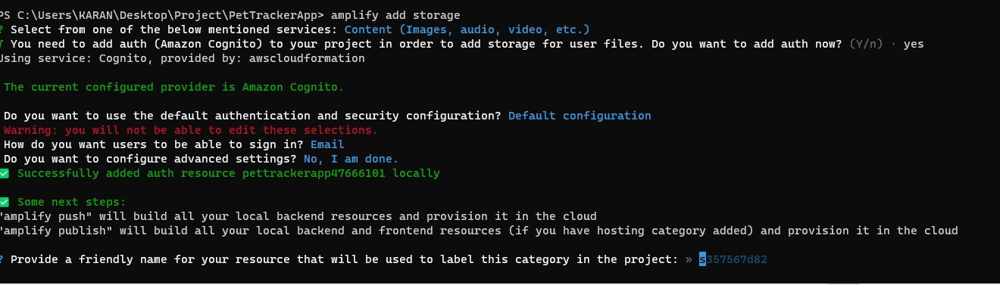 PS C:\Users\KARAN\Desktop\Project\PetTrackerApp> amplify add storage
? Select from one of the below mentioned services: Content (Images, audio, video, etc.)
√ You need to add auth (Amazon Cognito) to your project in order to add storage for user files. Do you want to add auth now? (Y/n) · yes
Using service: Cognito, provided by: awscloudformation
The current configured provider is Amazon Cognito.
Do you want to use the default authentication and security configuration? Default configuration
Warning: you will not be able to edit these selections.
How do you want users to be able to sign in? Email
Do you want to configure advanced settings? No, I am done.
✅ Successfully added auth resource pettrackerapp47666101 locally
✅ Some next steps:
"amplify push" will build all your local backend resources and provision it in the cloud
"amplify publish" will build all your local backend and frontend resources (if you have hosting category added) and provision it in the cloud
? Provide a friendly name for your resource that will be used to label this category in the project: » s357567d82